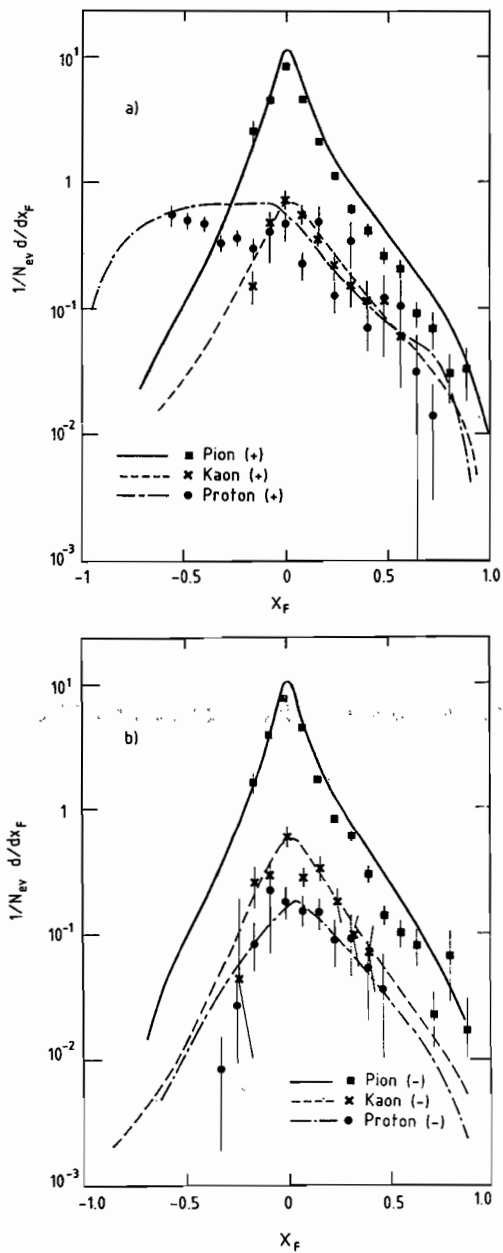 a)
10¹
1
10⁻¹
10⁻²
10⁻³
1/N_ev d/dx_F
Pion (+)
Kaon (+)
Proton (+)
-1 -0.5 0 0.5 1.0
X_F
b)
10¹
1
10⁻¹
10⁻²
10⁻³
1/N_ev d/dx_F
Pion (-)
Kaon (-)
Proton (-)
-1.0 -0.5 0 0.5 1.0
X_F